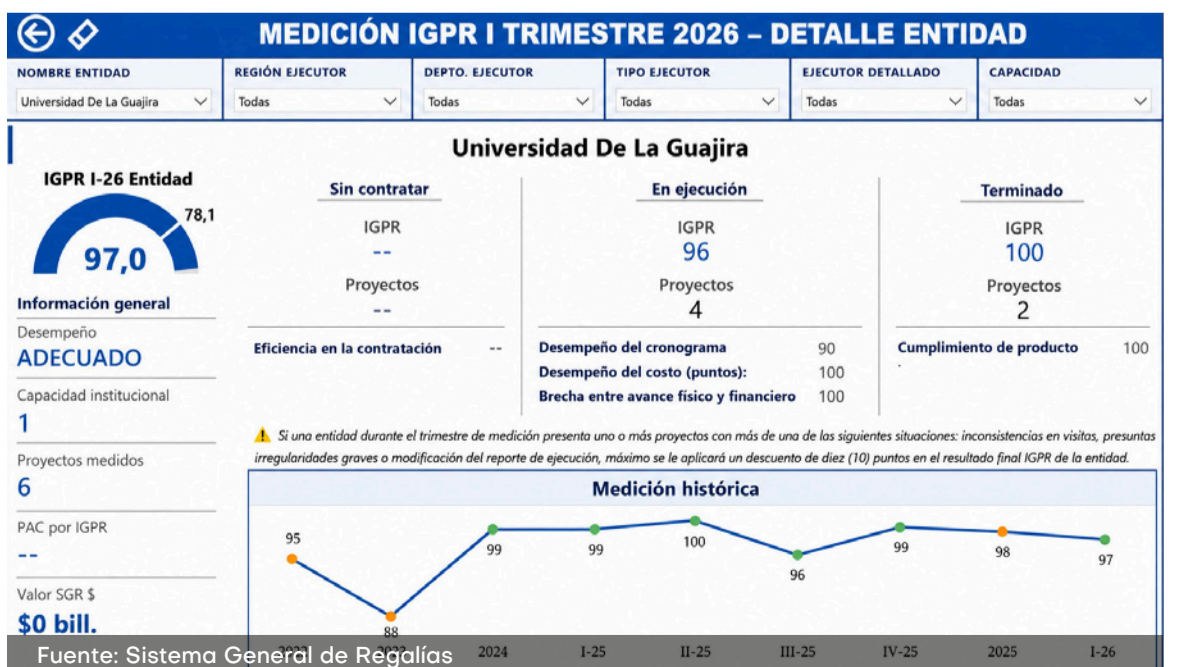 MEDICIÓN IGPR I TRIMESTRE 2026 – DETALLE ENTIDAD
NOMBRE ENTIDAD
Universidad De La Guajira
REGIÓN EJECUTOR
Todas
DEPTO. EJECUTOR
Todas
TIPO EJECUTOR
Todas
EJECUTOR DETALLADO
Todas
CAPACIDAD
Todas
Universidad De La Guajira
IGPR I-26 Entidad
78,1
97,0
Información general
Desempeño
ADECUADO
Capacidad institucional
1
Proyectos medidos
6
PAC por IGPR
--
Valor SGR $
$0 bill.
Sin contratar
IGPR
--
Proyectos
--
Eficiencia en la contratación --
En ejecución
IGPR
96
Proyectos
4
Desempeño del cronograma 90
Desempeño del costo (puntos): 100
Brecha entre avance físico y financiero 100
Terminado
IGPR
100
Proyectos
2
Cumplimiento de producto 100
Si una entidad durante el trimestre de medición presenta uno o más proyectos con más de una de las siguientes situaciones: inconsistencias en visitas, presuntas
irregularidades graves o modificación del reporte de ejecución, máximo se le aplicará un descuento de diez (10) puntos en el resultado final IGPR de la entidad.
Medición histórica
95 88 99 99 100 96 99 98 97
2022 2023 2024 I-25 II-25 III-25 IV-25 2025 I-26
Fuente: Sistema General de Regalías